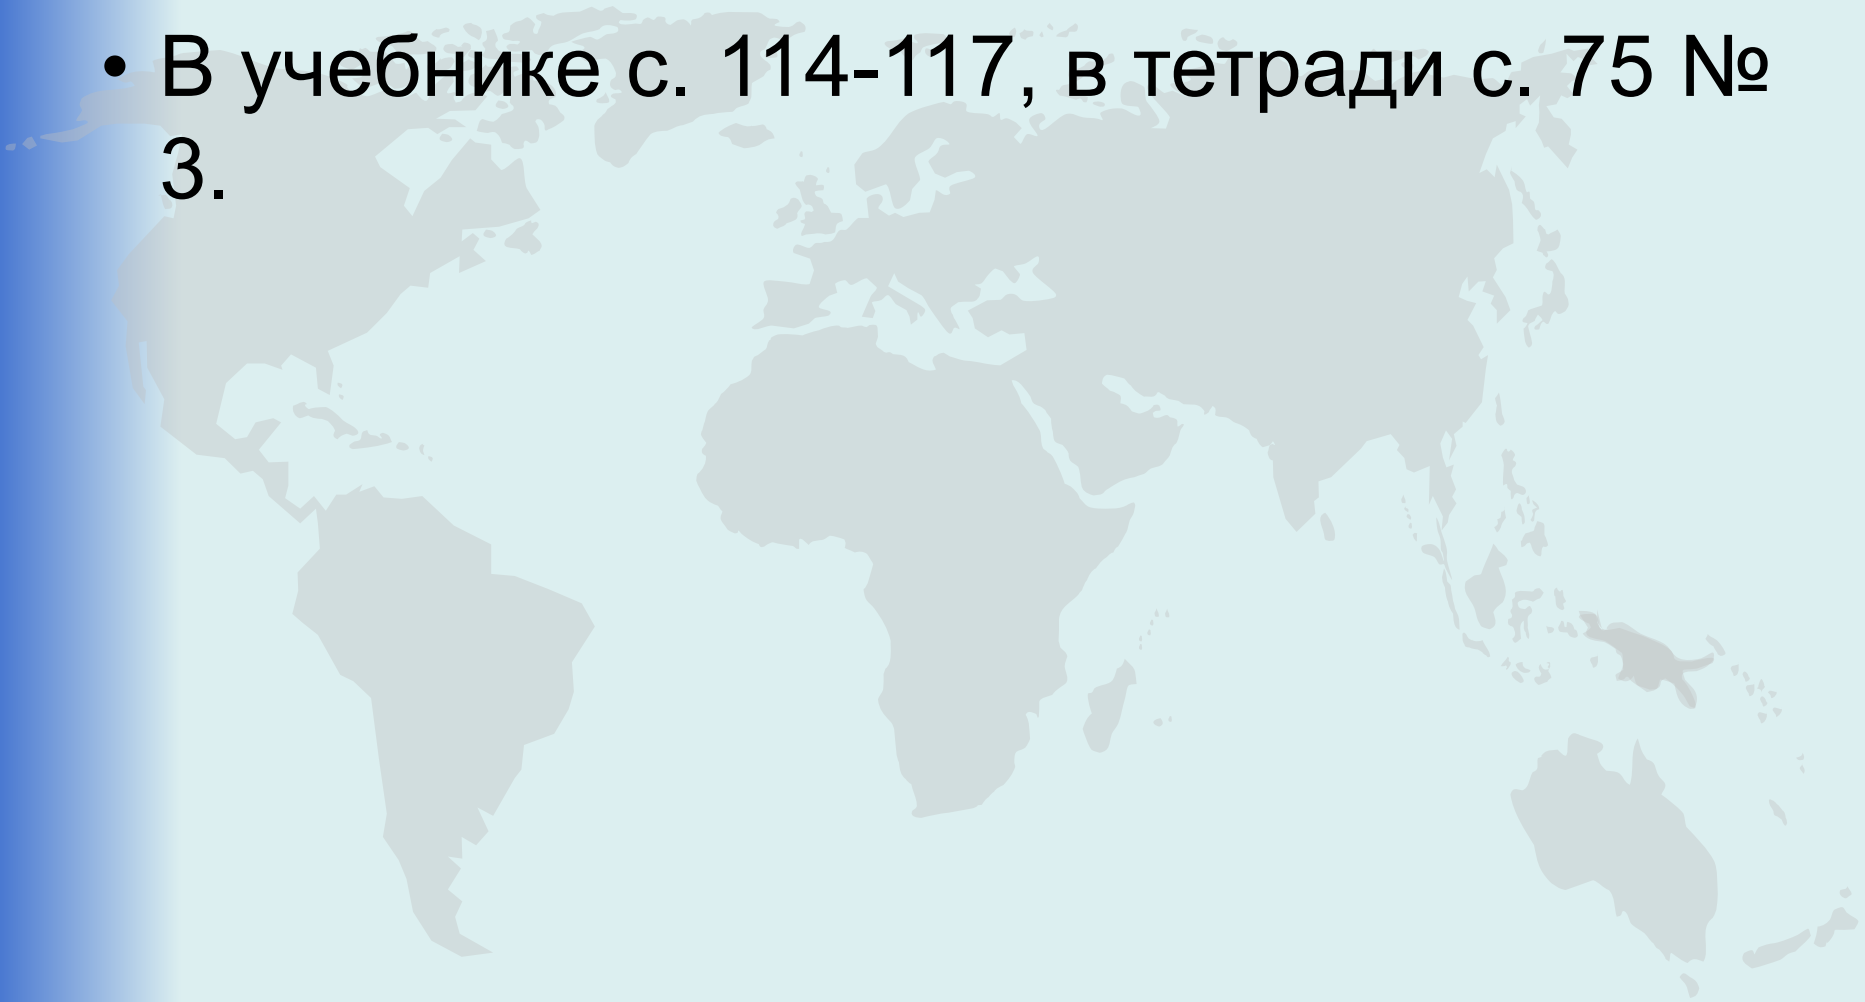 • В учебнике с. 114-117, в тетради с. 75 №
3.